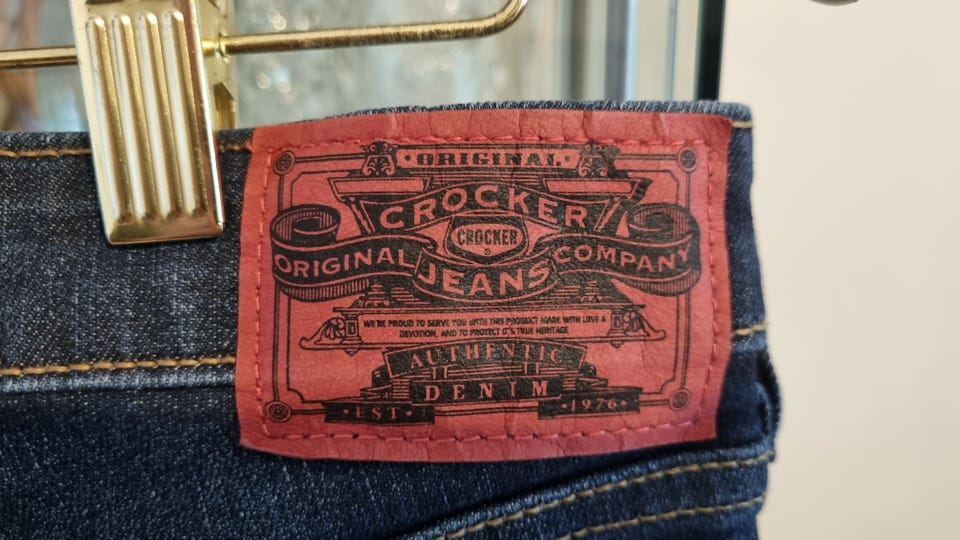 ORIGINAL
CROCKER
CROCKER
ORIGINAL JEANS COMPANY
WE'RE PROUD TO SERVE YOU WITH THIS PRODUCT MADE WITH LOVE &
DEVOTION, AND TO PROTECT IT'S TRUE HERITAGE
AUTHENTIC
DENIM
EST 1976